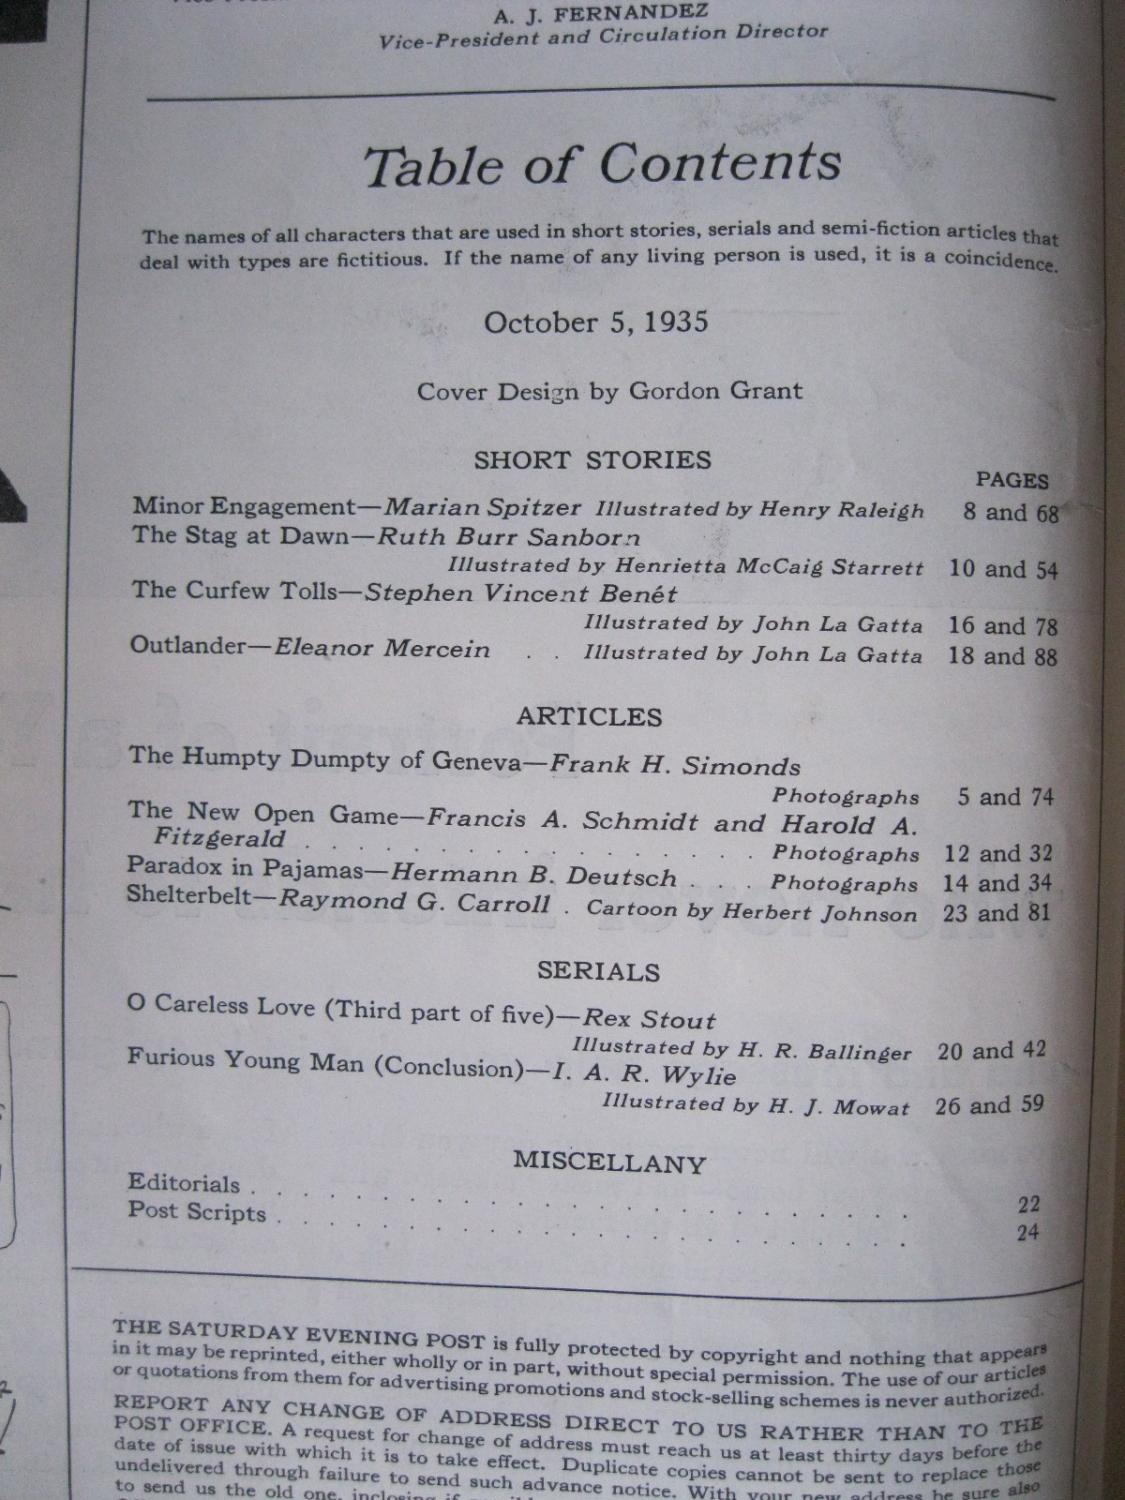 A. J. FERNANDEZ
Vice-President and Circulation Director
Table of Contents
The names of all characters that are used in short stories, serials and semi-fiction articles that
deal with types are fictitious. If the name of any living person is used, it is a coincidence.
October 5, 1935
Cover Design by Gordon Grant
SHORT STORIES
PAGES
Minor Engagement—Marian Spitzer Illustrated by Henry Raleigh 8 and 68
The Stag at Dawn—Ruth Burr Sanborn
Illustrated by Henrietta McCaig Starrett 10 and 54
The Curfew Tolls—Stephen Vincent Benét
Illustrated by John La Gatta 16 and 78
Outlander—Eleanor Mercein . . Illustrated by John La Gatta 18 and 88
ARTICLES
The Humpty Dumpty of Geneva—Frank H. Simonds
Photographs 5 and 74
The New Open Game—Francis A. Schmidt and Harold A.
Fitzgerald . . . . . . . . . . . . . . . . . Photographs 12 and 32
Paradox in Pajamas—Hermann B. Deutsch . . . Photographs 14 and 34
Shelterbelt—Raymond G. Carroll . Cartoon by Herbert Johnson 23 and 81
SERIALS
O Careless Love (Third part of five)—Rex Stout
Illustrated by H. R. Ballinger 20 and 42
Furious Young Man (Conclusion)—I. A. R. Wylie
Illustrated by H. J. Mowat 26 and 59
MISCELLANY
Editorials . . . . . . . . . . . . . . . . . . . . . . . 22
Post Scripts . . . . . . . . . . . . . . . . . . . . . . 24
THE SATURDAY EVENING POST is fully protected by copyright and nothing that appears
in it may be reprinted, either wholly or in part, without special permission. The use of our articles
or quotations from them for advertising promotions and stock-selling schemes is never authorized.
REPORT ANY CHANGE OF ADDRESS DIRECT TO US RATHER THAN TO THE
POST OFFICE. A request for change of address must reach us at least thirty days before the
date of issue with which it is to take effect. Duplicate copies cannot be sent to replace those
undelivered through failure to send such advance notice. With your new address be sure also
to send us the old one, inclosing if